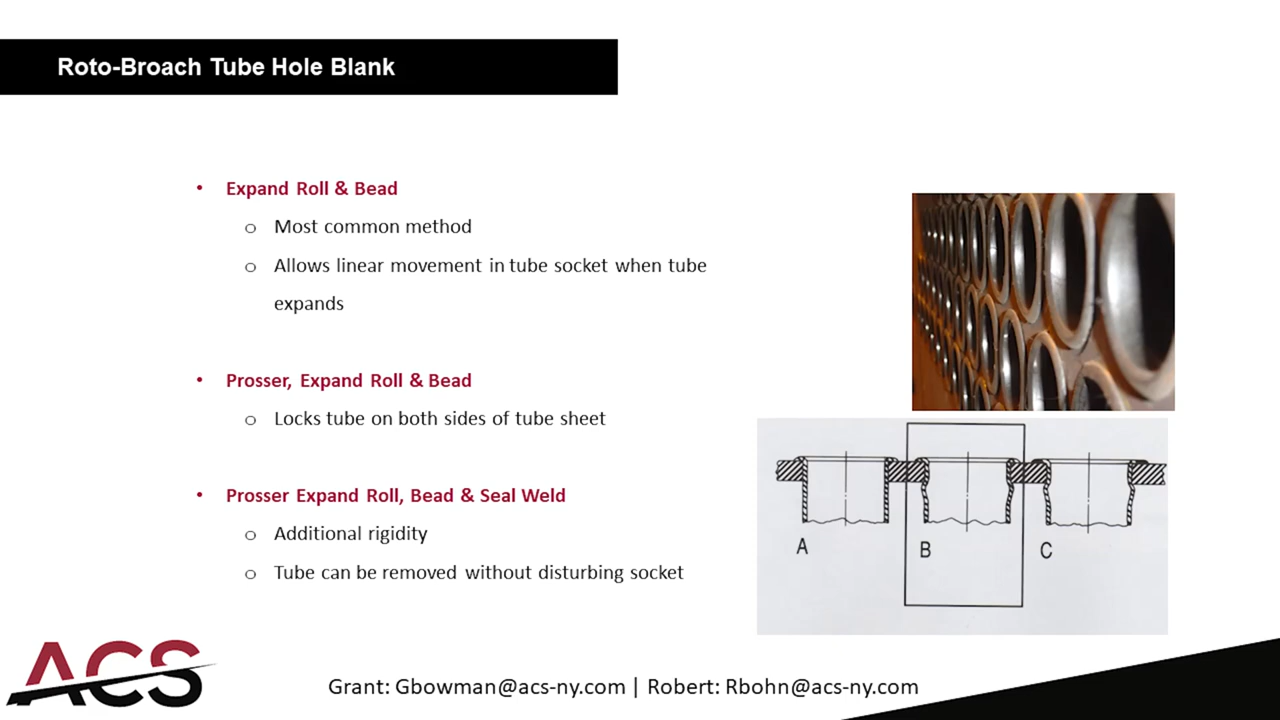 Roto-Broach Tube Hole Blank
• Expand Roll & Bead
o Most common method
o Allows linear movement in tube socket when tube
expands
• Prosser, Expand Roll & Bead
o Locks tube on both sides of tube sheet
• Prosser Expand Roll, Bead & Seal Weld
o Additional rigidity
o Tube can be removed without disturbing socket
A B C
ACS
Grant: Gbowman@acs-ny.com | Robert: Rbohn@acs-ny.com